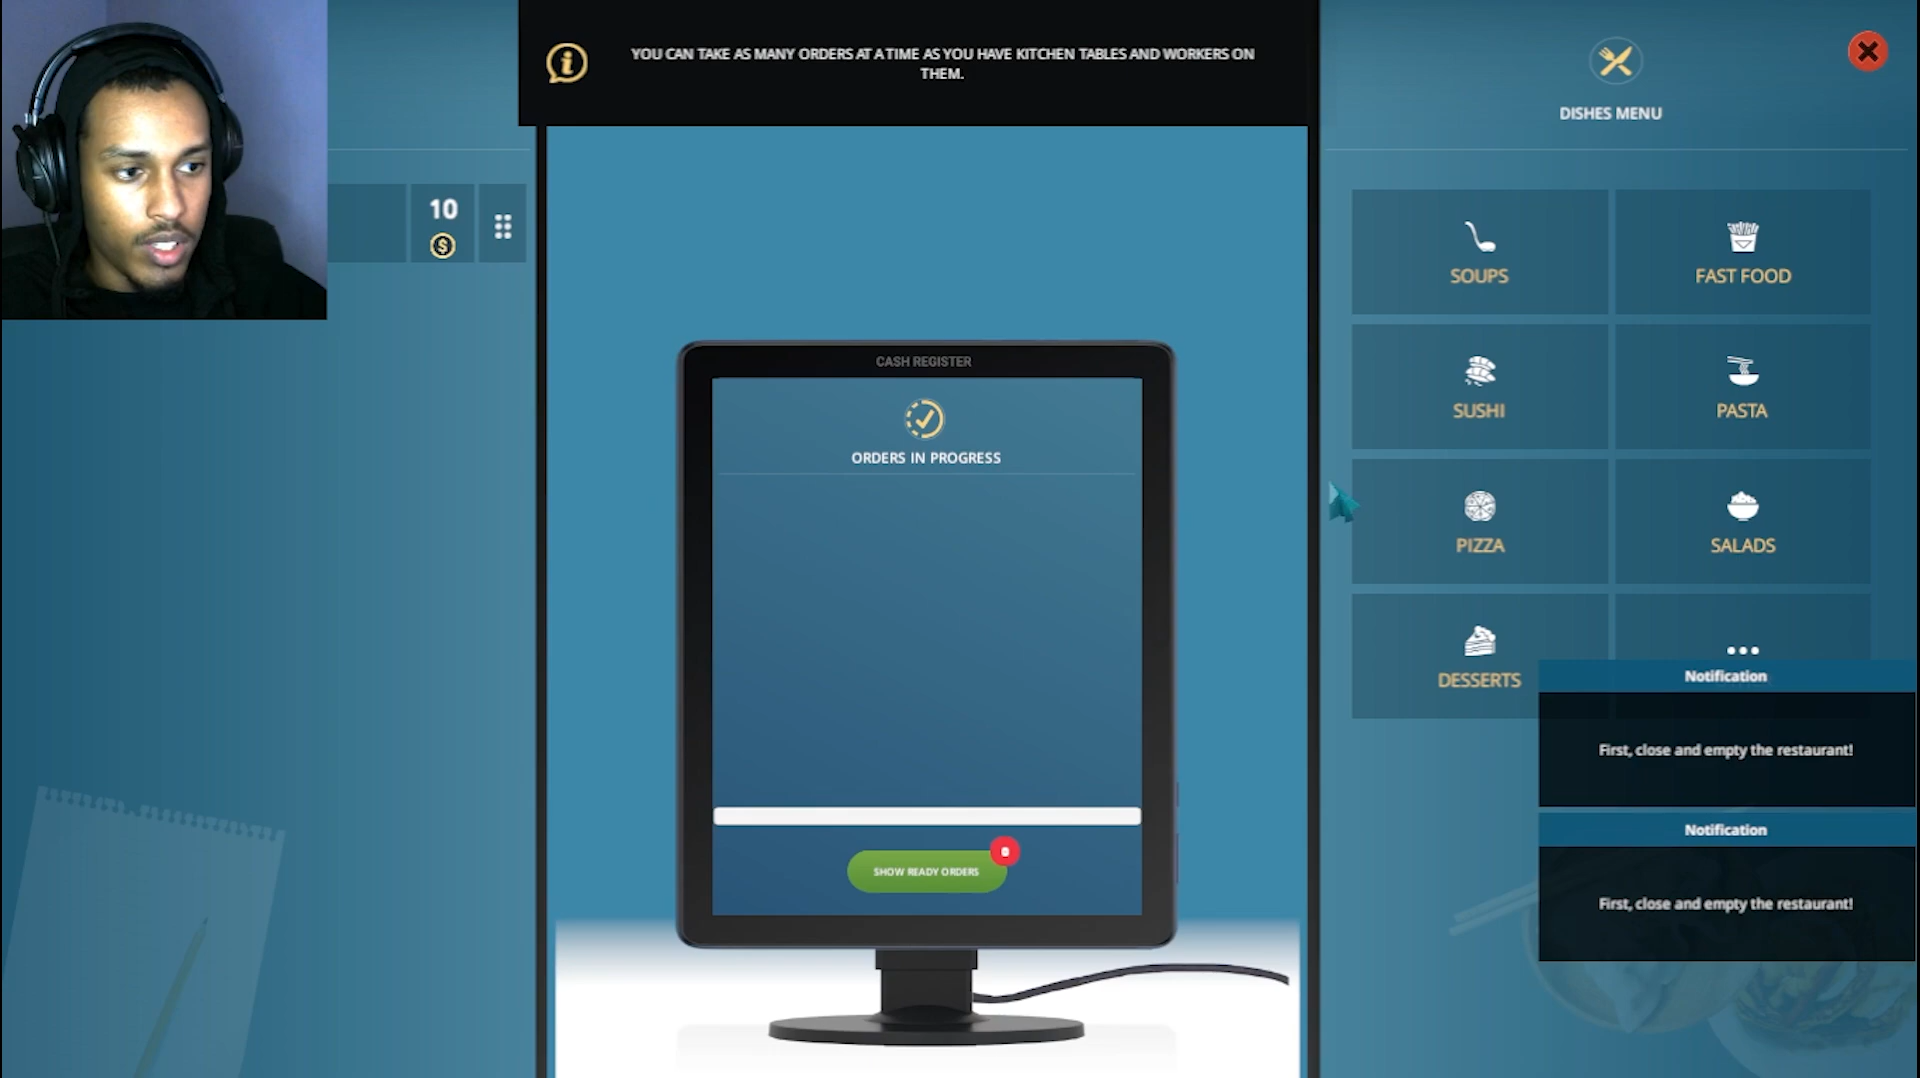 YOU CAN TAKE AS MANY ORDERS AT A TIME AS YOU HAVE KITCHEN TABLES AND WORKERS ON
THEM.
DISHES MENU
10
SOUPS
FAST FOOD
SUSHI
PASTA
PIZZA
SALADS
DESSERTS
CASH REGISTER
ORDERS IN PROGRESS
SHOW READY ORDERS
0
Notification
First, close and empty the restaurant!
Notification
First, close and empty the restaurant!